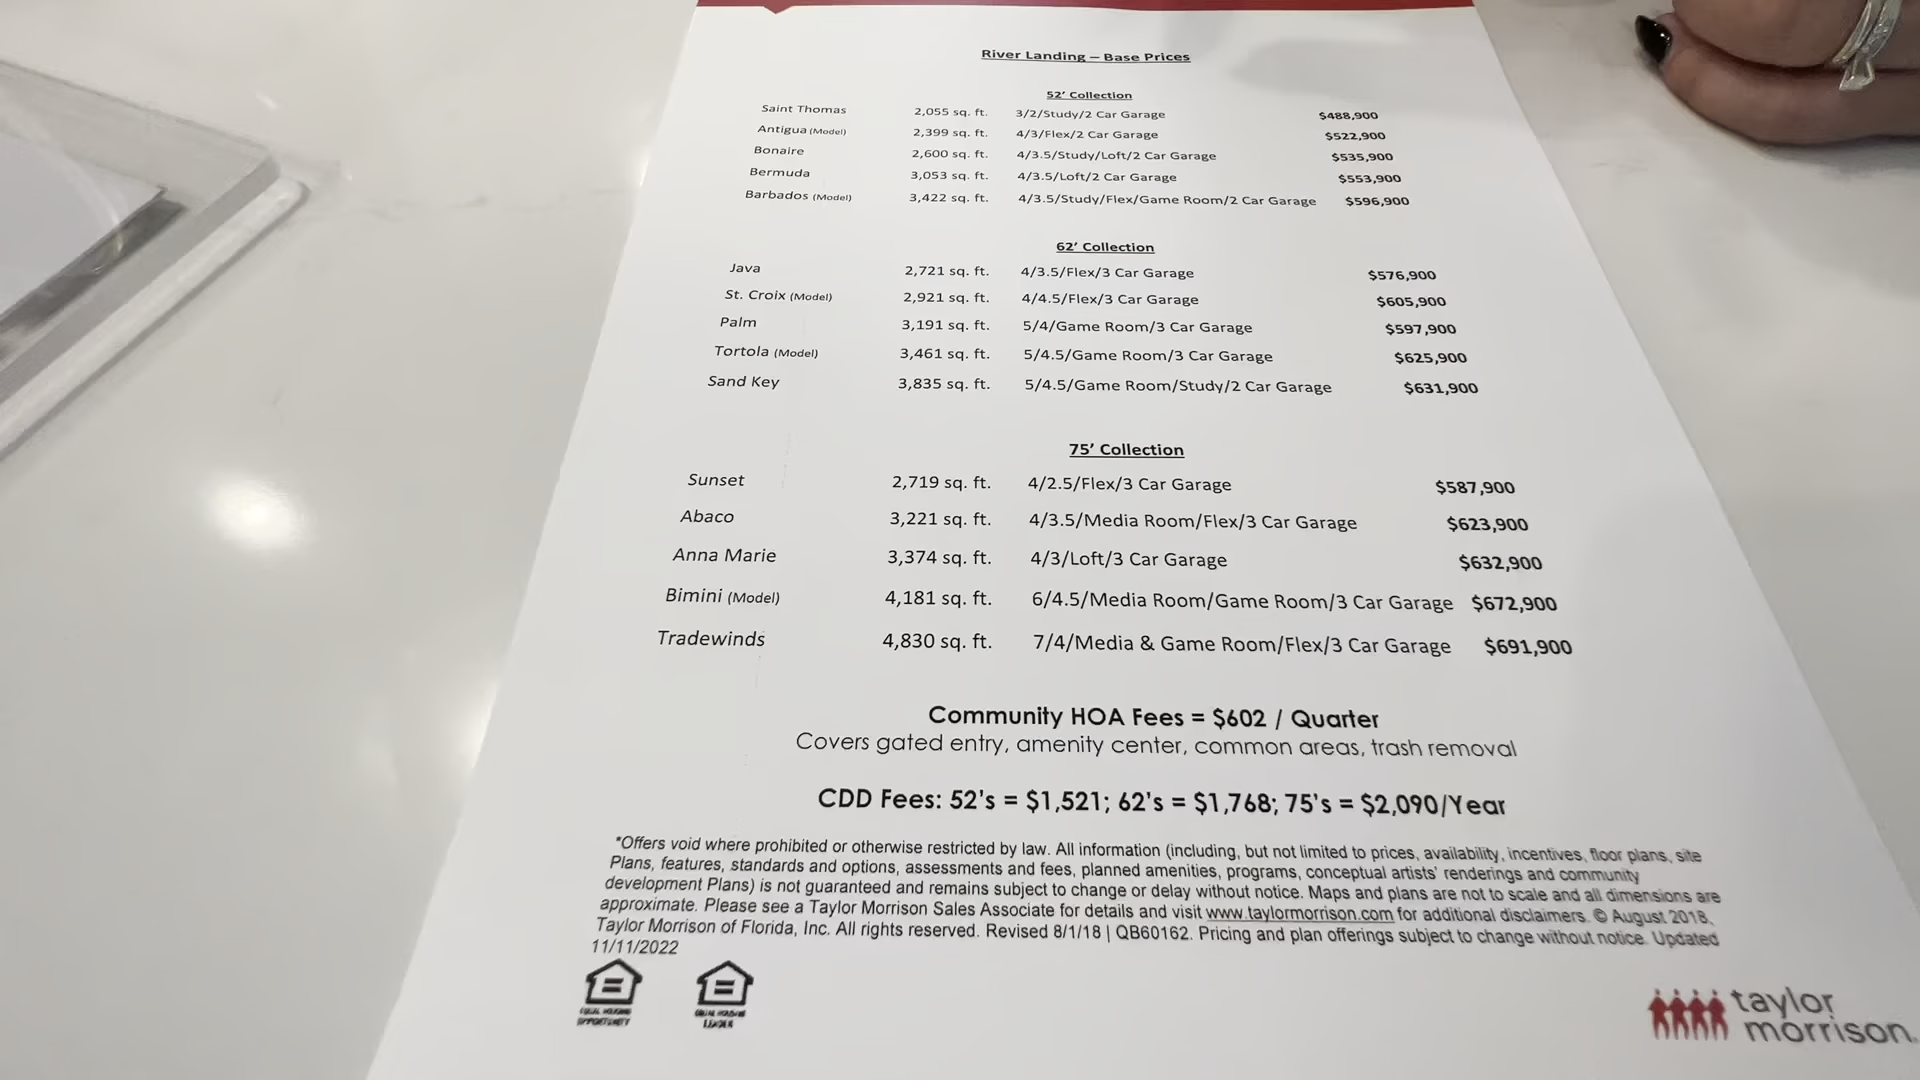 River Landing – Base Prices
52' Collection
Saint Thomas 2,055 sq. ft. 3/2/Study/2 Car Garage $488,900
Antigua (Model) 2,399 sq. ft. 4/3/Flex/2 Car Garage $522,900
Bonaire 2,600 sq. ft. 4/3.5/Study/Loft/2 Car Garage $535,900
Bermuda 3,053 sq. ft. 4/3.5/Loft/2 Car Garage $553,900
Barbados (Model) 3,422 sq. ft. 4/3.5/Study/Flex/Game Room/2 Car Garage $596,900
62' Collection
Java 2,721 sq. ft. 4/3.5/Flex/3 Car Garage $576,900
St. Croix (Model) 2,921 sq. ft. 4/4.5/Flex/3 Car Garage $605,900
Palm 3,191 sq. ft. 5/4/Game Room/3 Car Garage $597,900
Tortola (Model) 3,461 sq. ft. 5/4.5/Game Room/3 Car Garage $625,900
Sand Key 3,835 sq. ft. 5/4.5/Game Room/Study/2 Car Garage $631,900
75' Collection
Sunset 2,719 sq. ft. 4/2.5/Flex/3 Car Garage $587,900
Abaco 3,221 sq. ft. 4/3.5/Media Room/Flex/3 Car Garage $623,900
Anna Marie 3,374 sq. ft. 4/3/Loft/3 Car Garage $632,900
Bimini (Model) 4,181 sq. ft. 6/4.5/Media Room/Game Room/3 Car Garage $672,900
Tradewinds 4,830 sq. ft. 7/4/Media & Game Room/Flex/3 Car Garage $691,900
Community HOA Fees = $602 / Quarter
Covers gated entry, amenity center, common areas, trash removal
CDD Fees: 52's = $1,521; 62's = $1,768; 75's = $2,090/Year
*Offers void where prohibited or otherwise restricted by law. All information (including, but not limited to prices, availability, incentives, floor plans, site
Plans, features, standards and options, assessments and fees, planned amenities, programs, conceptual artists' renderings and community
development Plans) is not guaranteed and remains subject to change or delay without notice. Maps and plans are not to scale and all dimensions are
approximate. Please see a Taylor Morrison Sales Associate for details and visit www.taylormorrison.com for additional disclaimers. © August 2018,
Taylor Morrison of Florida, Inc. All rights reserved. Revised 8/1/18 | QB60162. Pricing and plan offerings subject to change without notice. Updated
11/11/2022
EQUAL HOUSING
OPPORTUNITY
EQUAL HOUSING
LENDER
taylor
morrison.